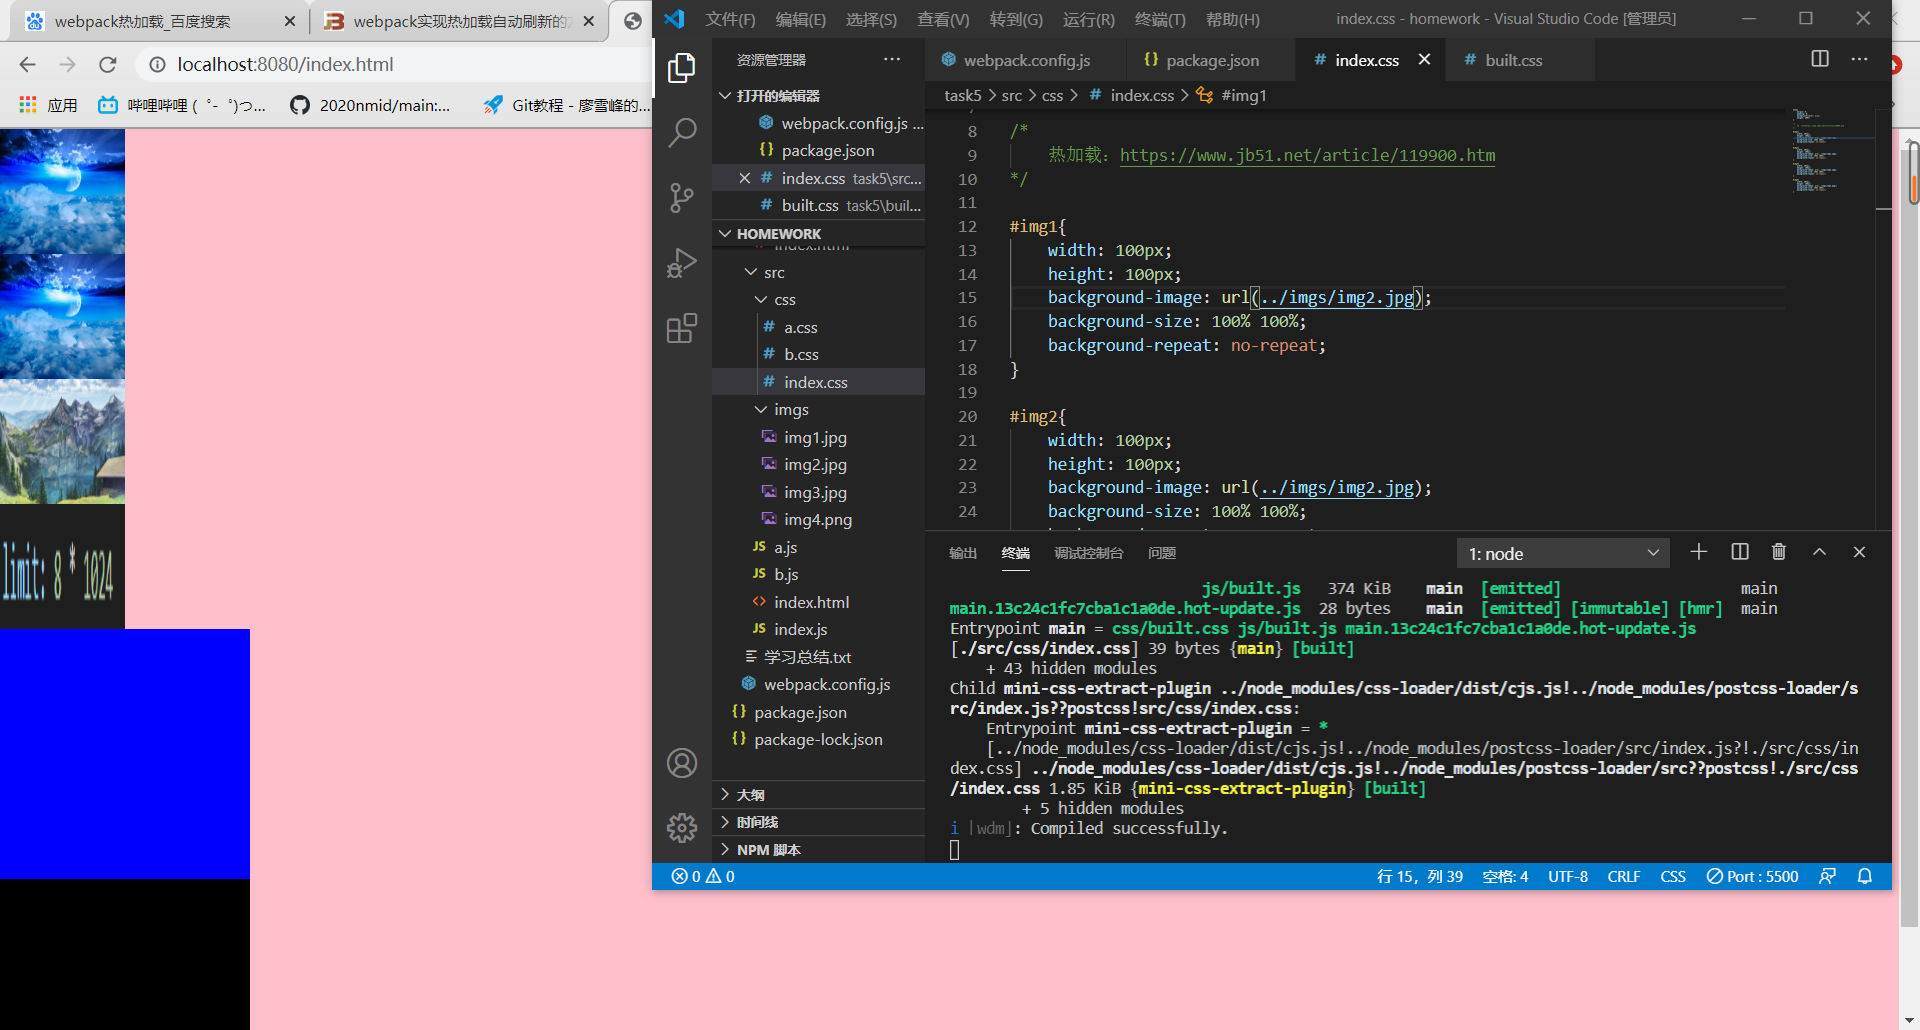 webpack热加载_百度搜索
webpack实现热加载自动刷新的
localhost:8080/index.html
应用
哔哩哔哩 ( ゜- ゜)つ...
2020nmid/main:...
Git教程 - 廖雪峰的...
limit: 8 * 1024
文件(F) 编辑(E) 选择(S) 查看(V) 转到(G) 运行(R) 终端(T) 帮助(H)
index.css - homework - Visual Studio Code [管理员]
资源管理器
打开的编辑器
webpack.config.js ...
package.json
index.css task5\src...
built.css task5\buil...
HOMEWORK
index.html
src
css
a.css
b.css
index.css
imgs
img1.jpg
img2.jpg
img3.jpg
img4.png
a.js
b.js
index.html
index.js
学习总结.txt
webpack.config.js
package.json
package-lock.json
大纲
时间线
NPM 脚本
webpack.config.js
package.json
index.css
built.css
task5 > src > css > # index.css > #img1
8 /*
9 热加载：https://www.jb51.net/article/119900.htm
10 */
11
12 #img1{
13 width: 100px;
14 height: 100px;
15 background-image: url(../imgs/img2.jpg);
16 background-size: 100% 100%;
17 background-repeat: no-repeat;
18 }
19
20 #img2{
21 width: 100px;
22 height: 100px;
23 background-image: url(../imgs/img2.jpg);
24 background-size: 100% 100%;
输出 终端 调试控制台 问题
1: node
js/built.js 374 KiB main [emitted] main
main.13c24c1fc7cba1c1a0de.hot-update.js 28 bytes main [emitted] [immutable] [hmr] main
Entrypoint main = css/built.css js/built.js main.13c24c1fc7cba1c1a0de.hot-update.js
[./src/css/index.css] 39 bytes {main} [built]
+ 43 hidden modules
Child mini-css-extract-plugin ../node_modules/css-loader/dist/cjs.js!../node_modules/postcss-loader/s
rc/index.js??postcss!src/css/index.css:
Entrypoint mini-css-extract-plugin = *
[../node_modules/css-loader/dist/cjs.js!../node_modules/postcss-loader/src/index.js?!./src/css/in
dex.css] ../node_modules/css-loader/dist/cjs.js!../node_modules/postcss-loader/src??postcss!./src/css
/index.css 1.85 KiB {mini-css-extract-plugin} [built]
+ 5 hidden modules
i ｢wdm｣: Compiled successfully.
0 0
行 15，列 39
空格: 4
UTF-8
CRLF
CSS
Port : 5500